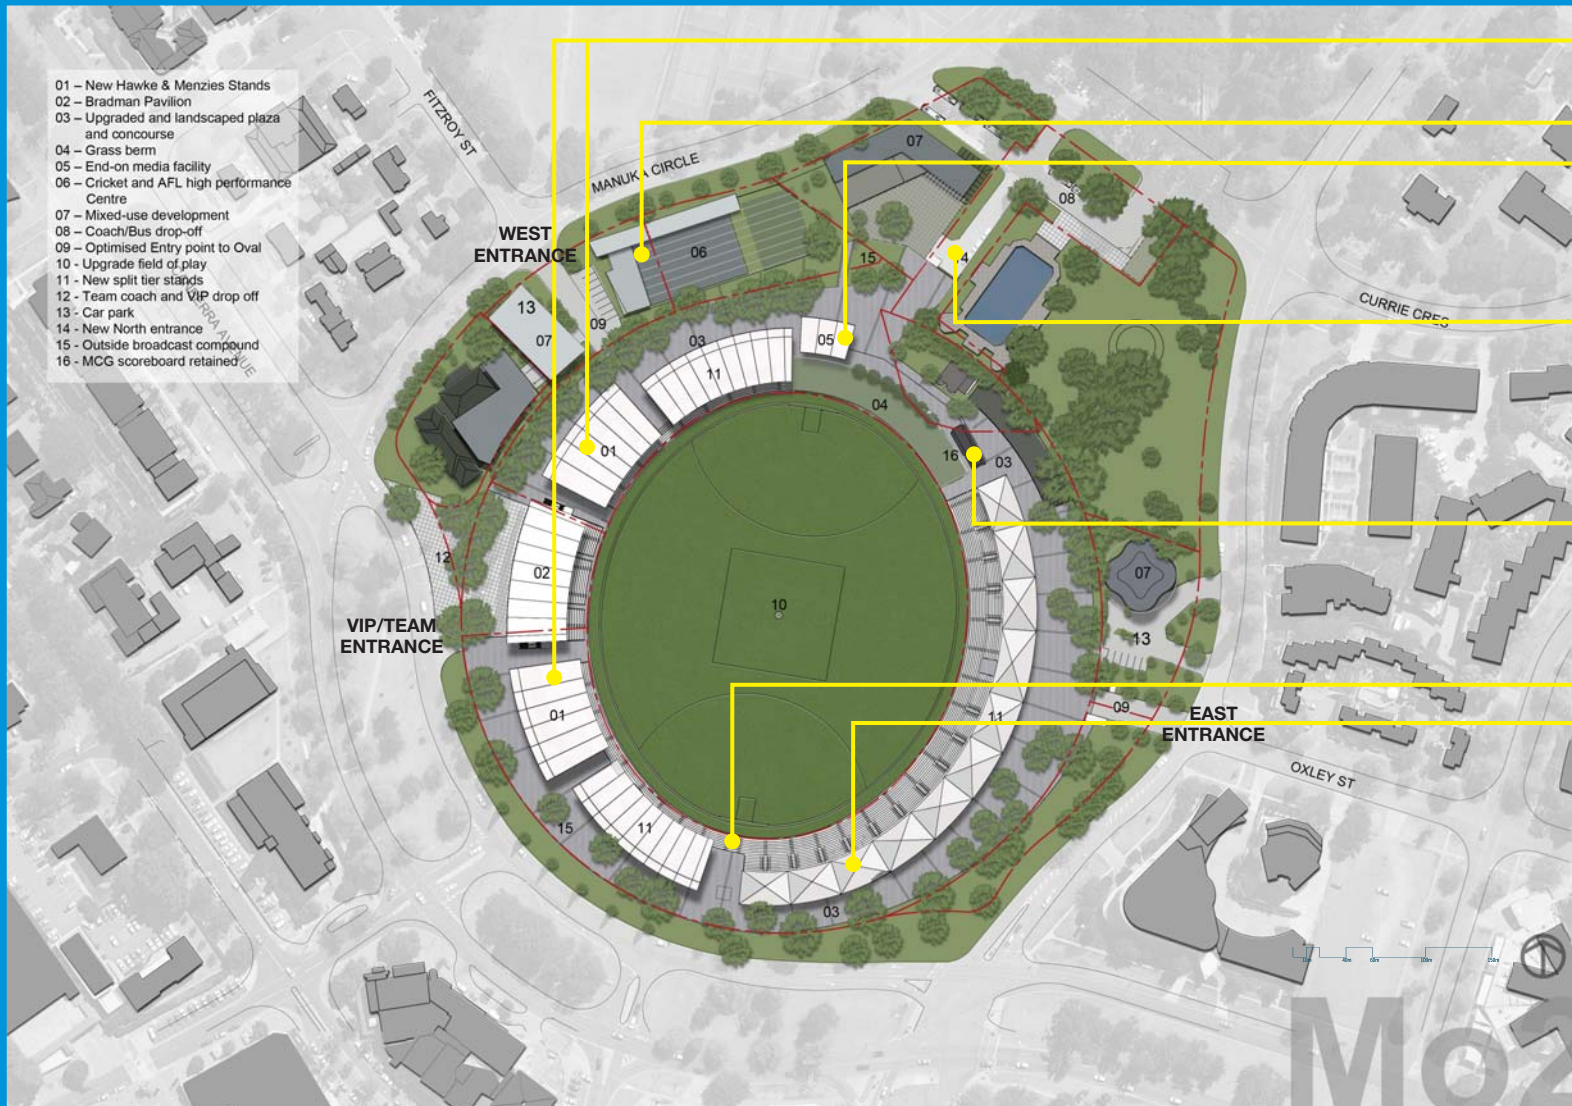 01 – New Hawke & Menzies Stands
02 – Bradman Pavilion
03 – Upgraded and landscaped plaza
and concourse
04 – Grass berm
05 – End-on media facility
06 – Cricket and AFL high performance
Centre
07 – Mixed-use development
08 – Coach/Bus drop-off
09 – Optimised Entry point to Oval
10 - Upgrade field of play
11 - New split tier stands
12 - Team coach and VIP drop off
13 - Car park
14 - New North entrance
15 - Outside broadcast compound
16 - MCG scoreboard retained
FITZROY ST
MANUKA CIRCLE
07
08
WEST
ENTRANCE
06
15
4
CURRIE CRES
13
09
07
03
05
11
04
01
16
03
12
02
07
10
VIP/TEAM
ENTRANCE
13
01
09
11
EAST
ENTRANCE
OXLEY ST
15
11
03
40m
60m
100m
150m
Mo2